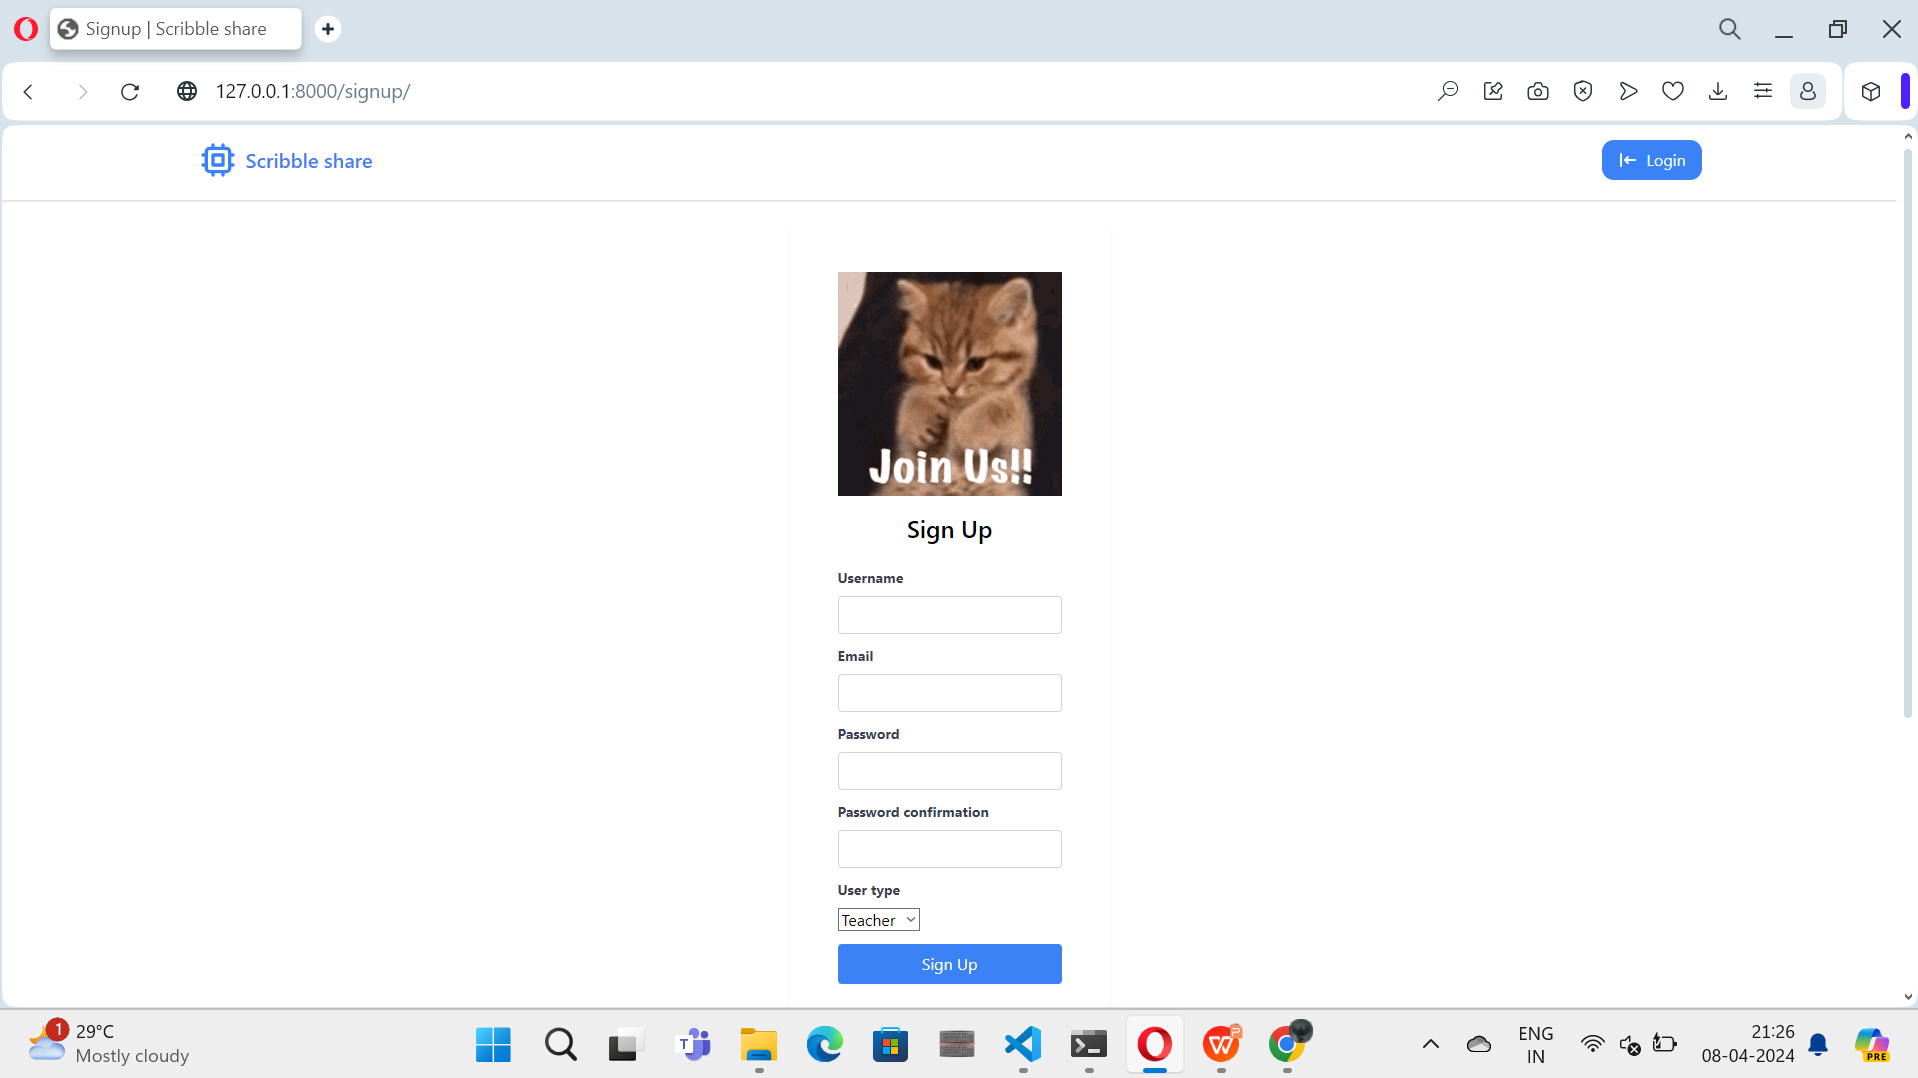 Signup | Scribble share
127.0.0.1:8000/signup/
Scribble share
Login
Join Us!!
Sign Up
Username
Email
Password
Password confirmation
User type
Teacher
Sign Up
1
29°C
Mostly cloudy
T
W
P
ENG
IN
21:26
08-04-2024
PRE